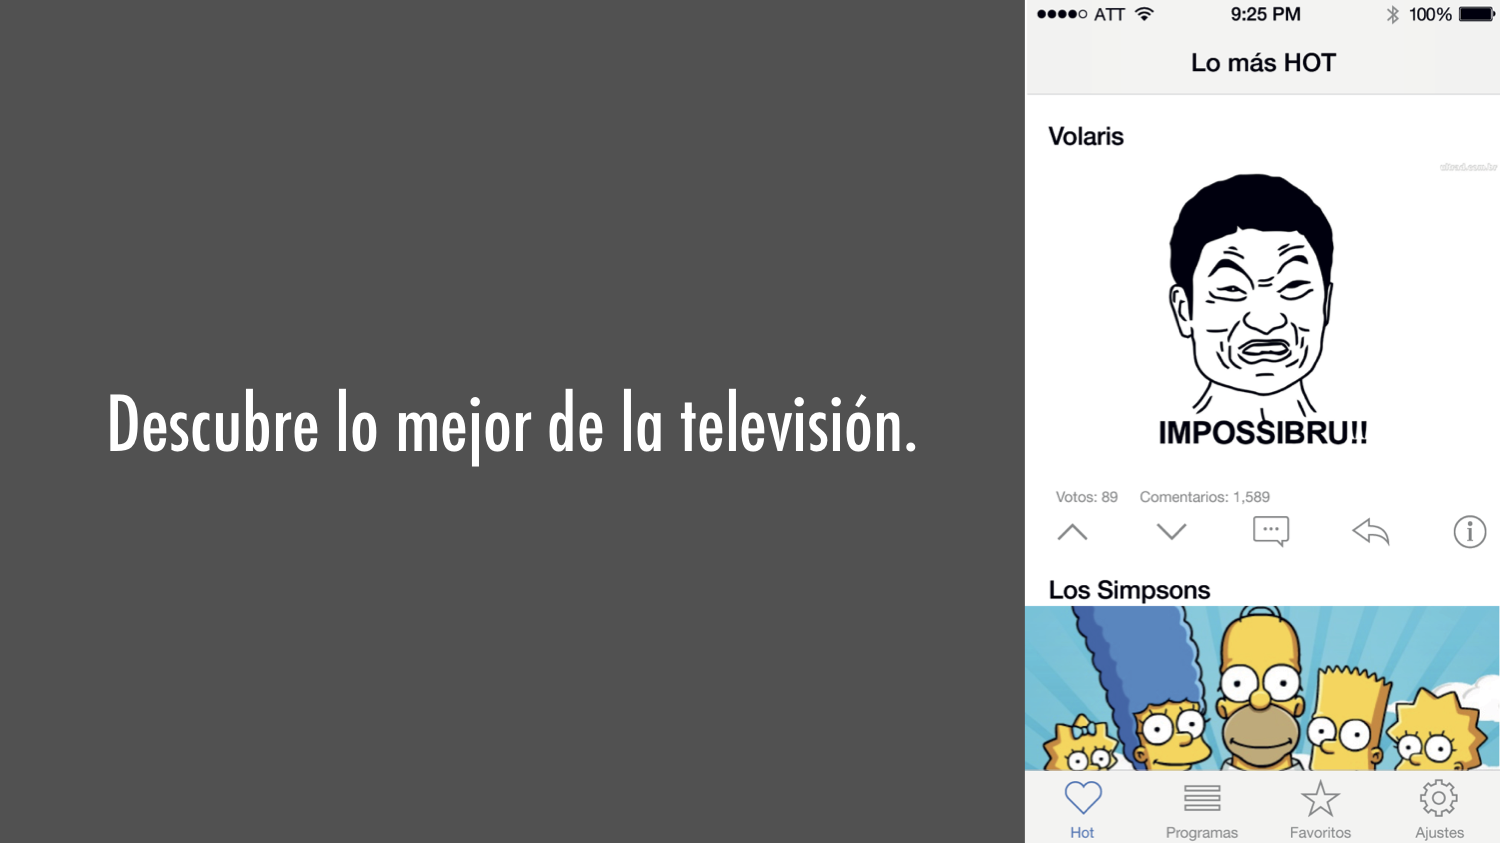 Descubre lo mejor de la televisión.
ATT 9:25 PM 100%
Lo más HOT
Volaris
IMPOSSIBRU!!
Votos: 89 Comentarios: 1,589
Los Simpsons
Hot Programas Favoritos Ajustes